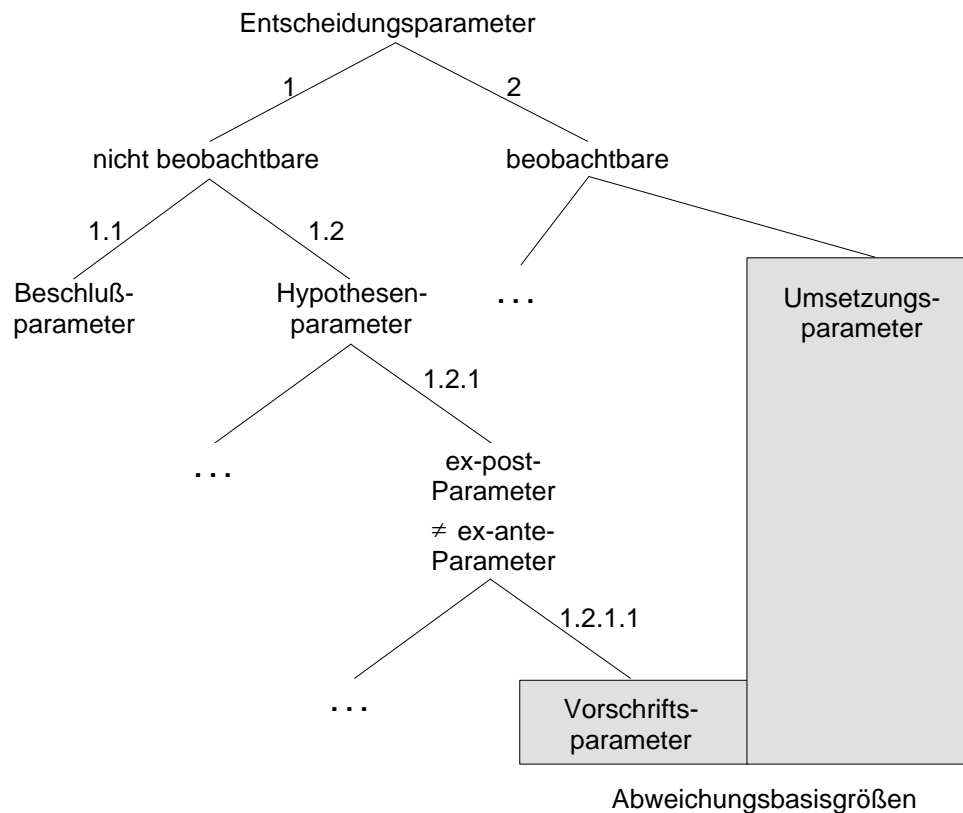 Entscheidungsparameter
1
2
nicht beobachtbare
beobachtbare
1.1
1.2
Beschluß-
parameter
Hypothesen-
parameter
...
Umsetzungs-
parameter
1.2.1
...
ex-post-
Parameter
≠ ex-ante-
Parameter
1.2.1.1
...
Vorschrifts-
parameter
Abweichungsbasisgrößen